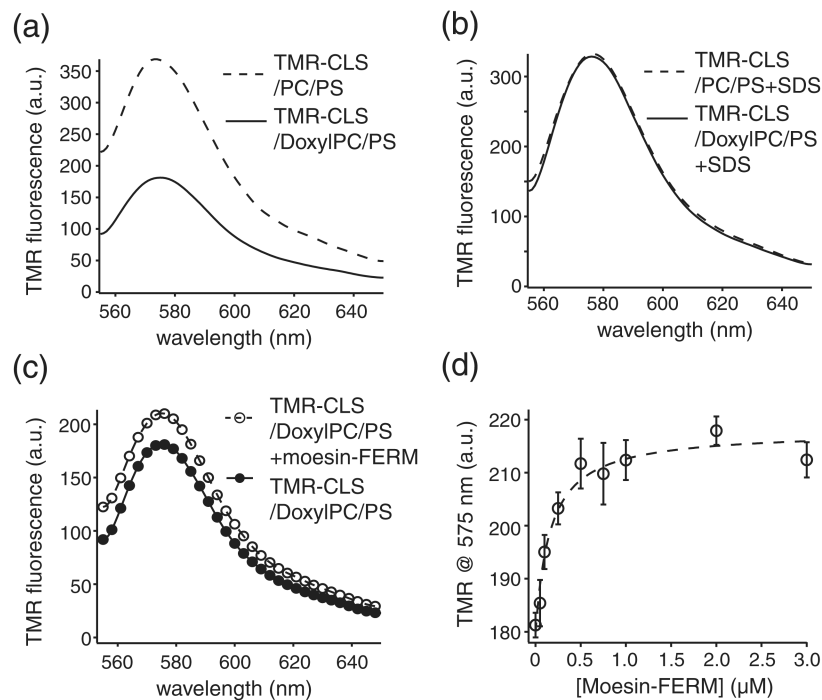 (a)
TMR-CLS
/PC/PS
TMR-CLS
/DoxylPC/PS
TMR fluorescence (a.u.)
350
300
250
200
150
100
50
0
560
580
600
620
640
wavelength (nm)
(b)
TMR-CLS
/PC/PS+SDS
TMR-CLS
/DoxylPC/PS
+SDS
TMR fluorescence (a.u.)
300
200
100
0
560
580
600
620
640
wavelength (nm)
(c)
TMR-CLS
/DoxylPC/PS
+moesin-FERM
TMR-CLS
/DoxylPC/PS
TMR fluorescence (a.u.)
200
150
100
50
0
560
580
600
620
640
wavelength (nm)
(d)
TMR @ 575 nm (a.u.)
220
210
200
190
180
0
0.5
1.0
1.5
2.0
2.5
3.0
[Moesin-FERM] (µM)